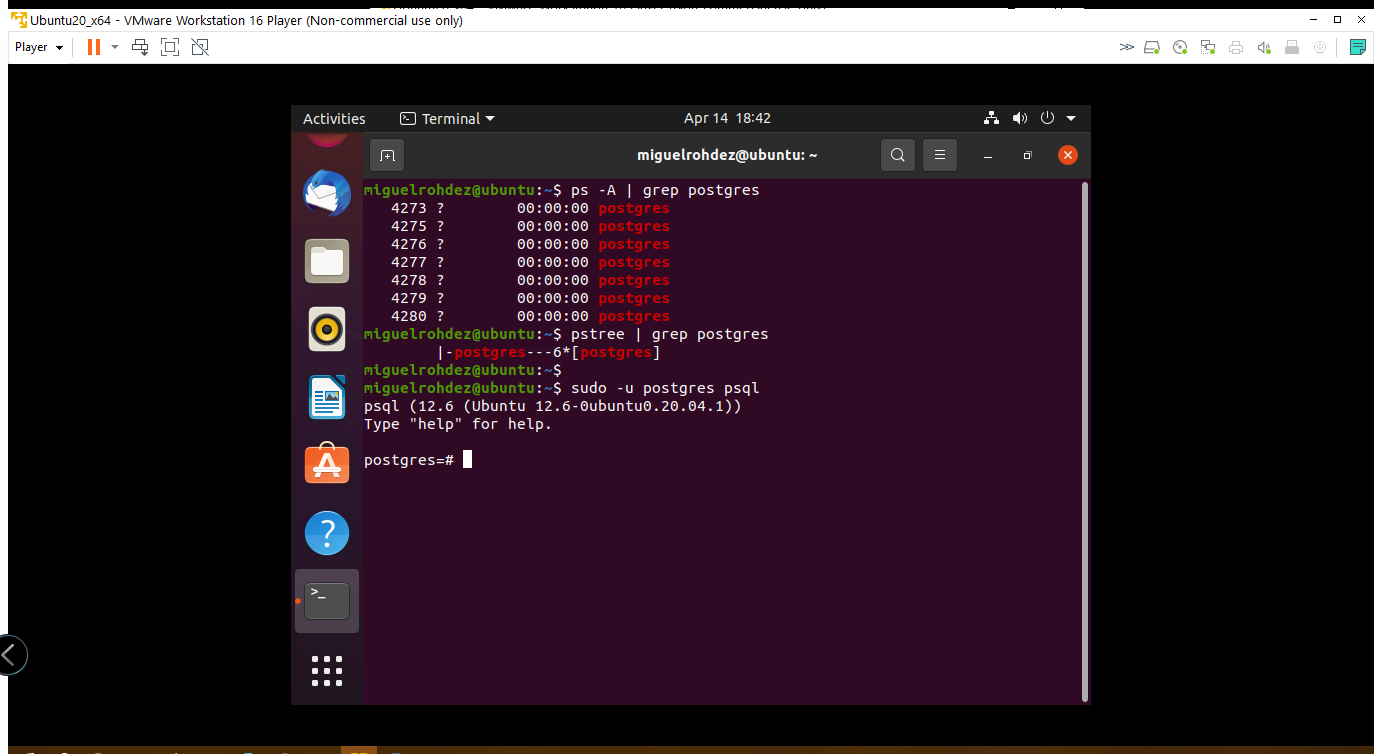 Ubuntu20_x64 - VMware Workstation 16 Player (Non-commercial use only)
Player
Activities Terminal Apr 14 18:42
miguelrohdez@ubuntu: ~
miguelrohdez@ubuntu:~$ ps -A | grep postgres
4273 ? 00:00:00 postgres
4275 ? 00:00:00 postgres
4276 ? 00:00:00 postgres
4277 ? 00:00:00 postgres
4278 ? 00:00:00 postgres
4279 ? 00:00:00 postgres
4280 ? 00:00:00 postgres
miguelrohdez@ubuntu:~$ pstree | grep postgres
|-postgres---6*[postgres]
miguelrohdez@ubuntu:~$
miguelrohdez@ubuntu:~$ sudo -u postgres psql
psql (12.6 (Ubuntu 12.6-0ubuntu0.20.04.1))
Type "help" for help.
postgres=#